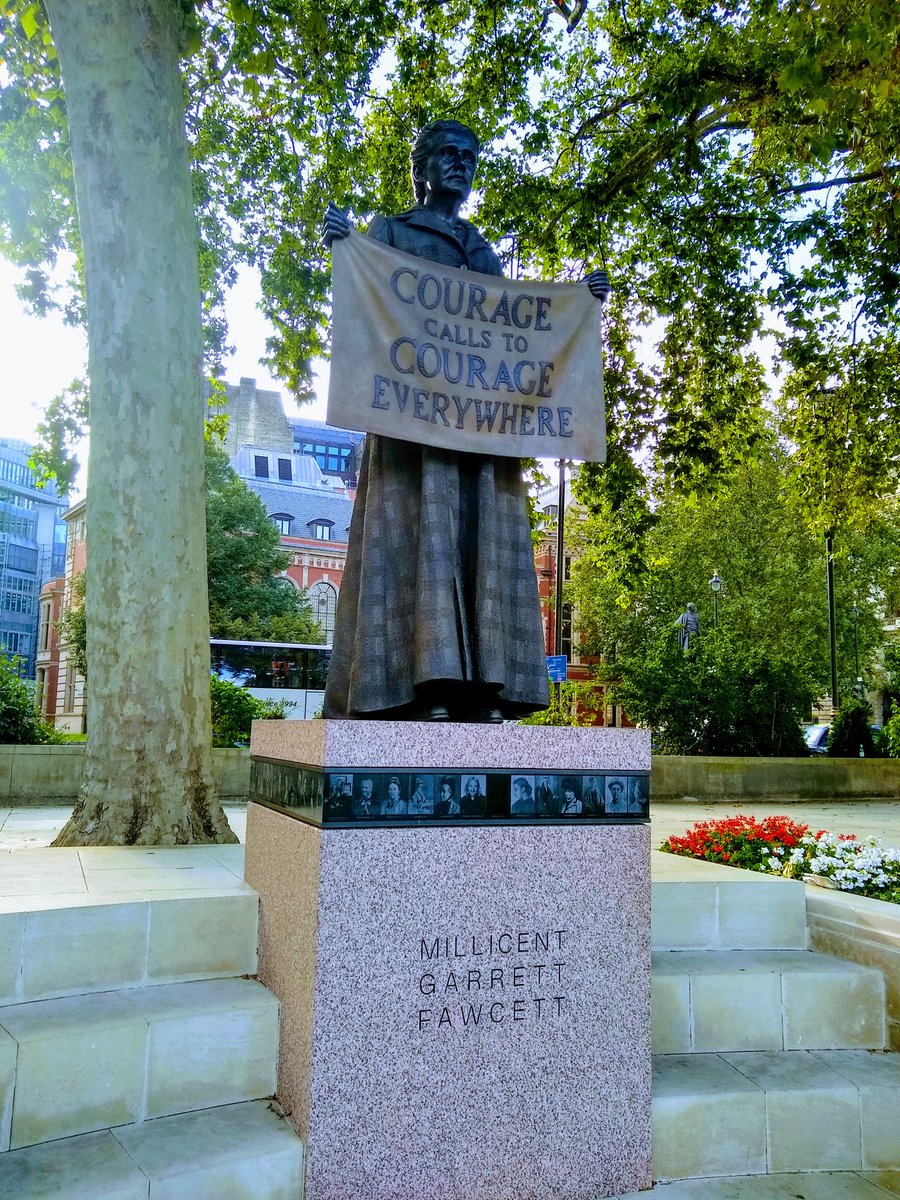 COURAGE
CALLS TO
COURAGE
EVERYWHERE
MILLICENT
GARRETT
FAWCETT